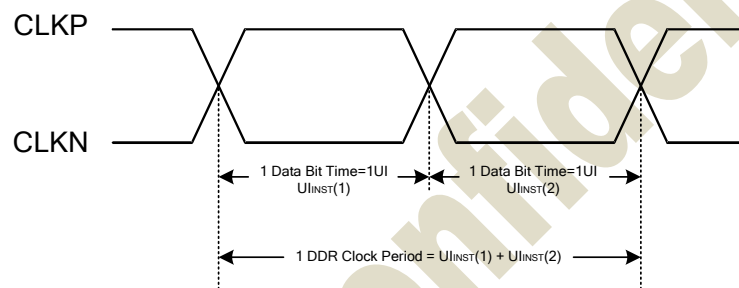 CLKP
CLKN
1 Data Bit Time=1UI
UIINST(1)
1 Data Bit Time=1UI
UIINST(2)
1 DDR Clock Period = UIINST(1) + UIINST(2)